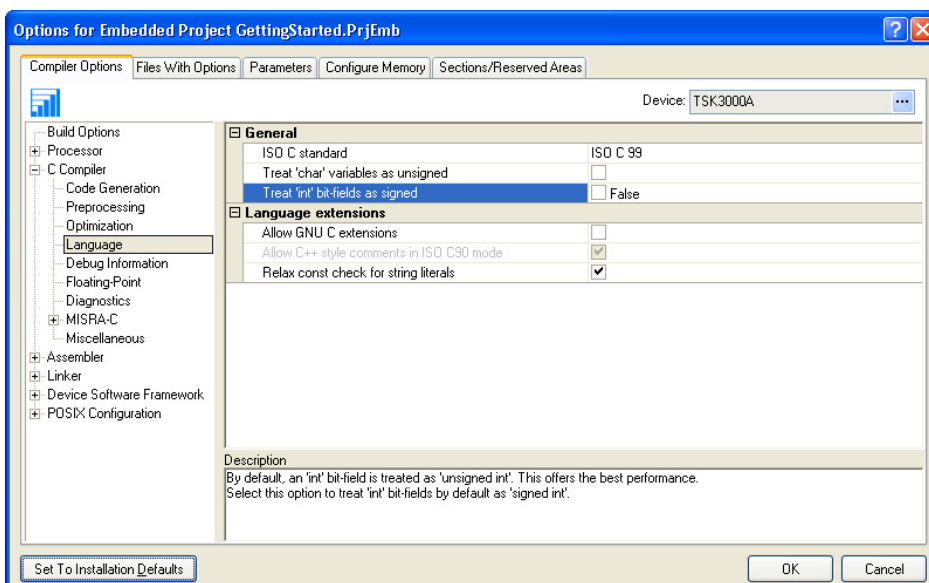 Options for Embedded Project GettingStarted.PrjEmb
Compiler Options Files With Options Parameters Configure Memory Sections/Reserved Areas
Device: TSK3000A ...
Build Options
Processor
C Compiler
Code Generation
Preprocessing
Optimization
Language
Debug Information
Floating-Point
Diagnostics
MISRA-C
Miscellaneous
Assembler
Linker
Device Software Framework
POSIX Configuration
General
ISO C standard ISO C 99
Treat 'char' variables as unsigned
Treat 'int' bit-fields as signed False
Language extensions
Allow GNU C extensions
Allow C++ style comments in ISO C90 mode
Relax const check for string literals
Description
By default, an 'int' bit-field is treated as 'unsigned int'. This offers the best performance.
Select this option to treat 'int' bit-fields by default as 'signed int'.
Set To Installation Defaults OK Cancel